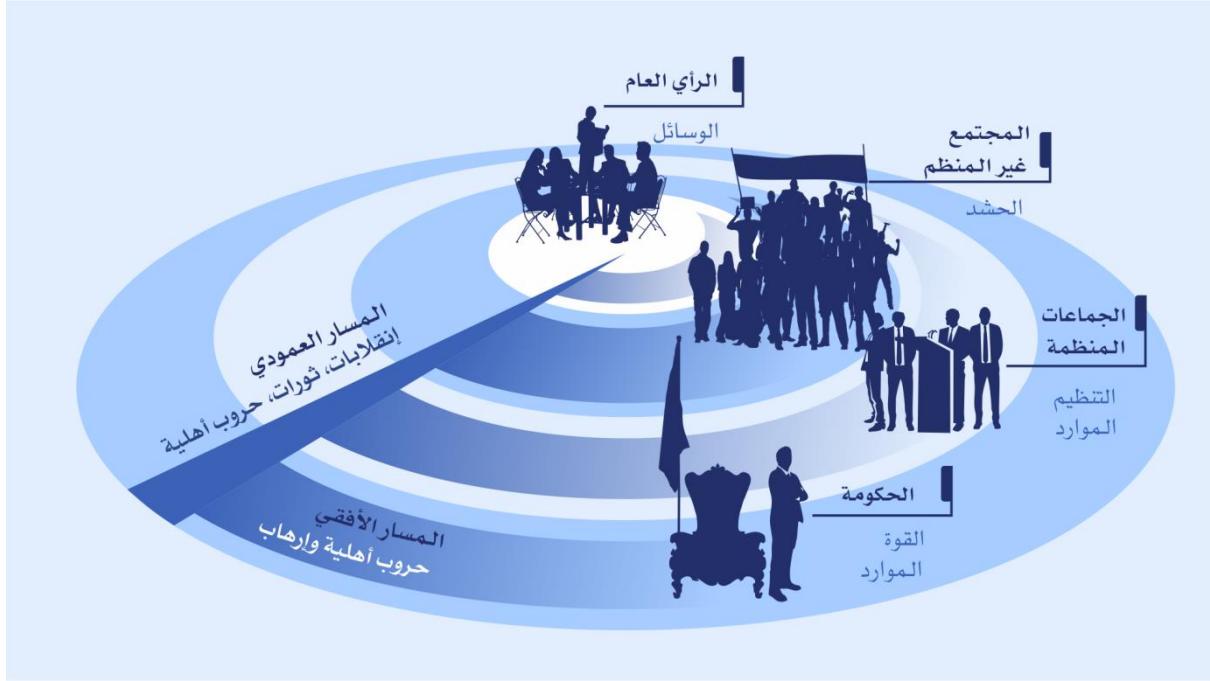 الرأي العام
الوسائل
المجتمع
غير المنظم
الحشد
الجماعات
المنظمة
التنظيم
الموارد
الحكومة
القوة
الموارد
المسار العمودي
إنقلابات، ثورات، حروب أهلية
المسار الأفقي
حروب أهلية وإرهاب